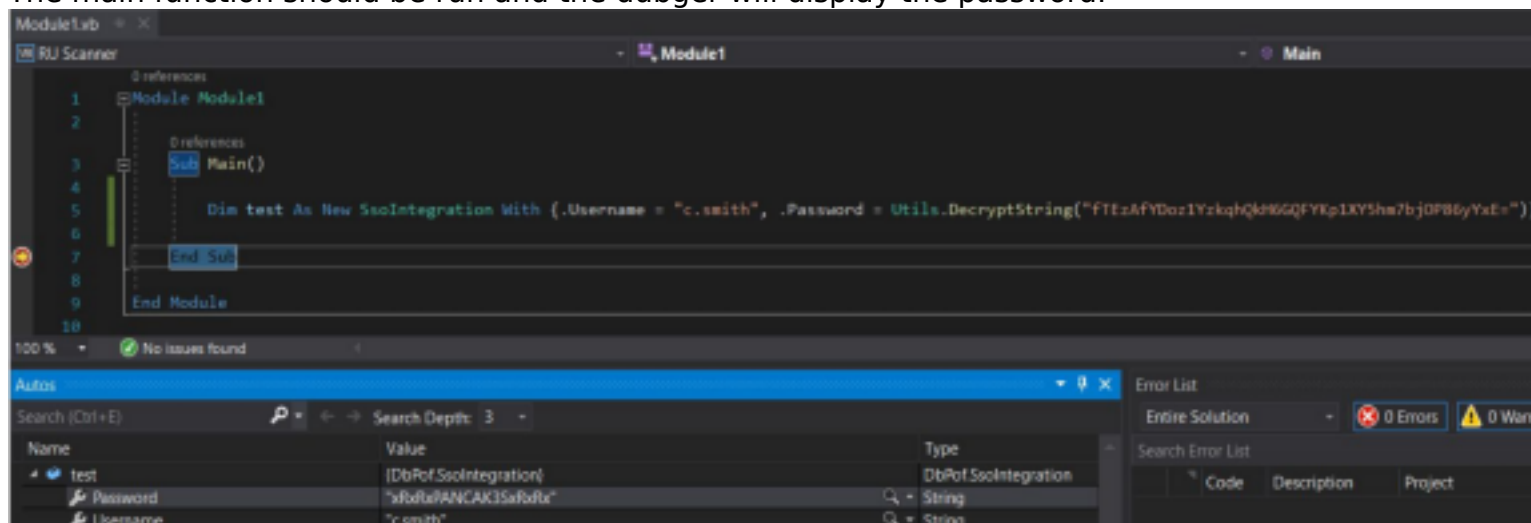 The main function should be run and the dubger will display the password.
Module1.vb
RU Scanner Module1 Main
0 references
1 Module Module1
2
0 references
3 Sub Main()
4
5 Dim test As New SsoIntegration With {.Username = "c.smith", .Password = Utils.DecryptString("fTEzAfYDoz1YzkqhQkH6GQFYKp1XY5hm7bjOP86yYxE=")
6
7 End Sub
8
9 End Module
10
100 % No issues found
Autos Error List
Search (Ctrl+E) Search Depth: 3 Entire Solution 0 Errors 0 War
Search Error List
Name Value Type
Code Description Project
test {DbPof.SsoIntegration} DbPof.SsoIntegration
Password "xRxRxPANCAK3SxRxRx" String
Username "c.smith" String